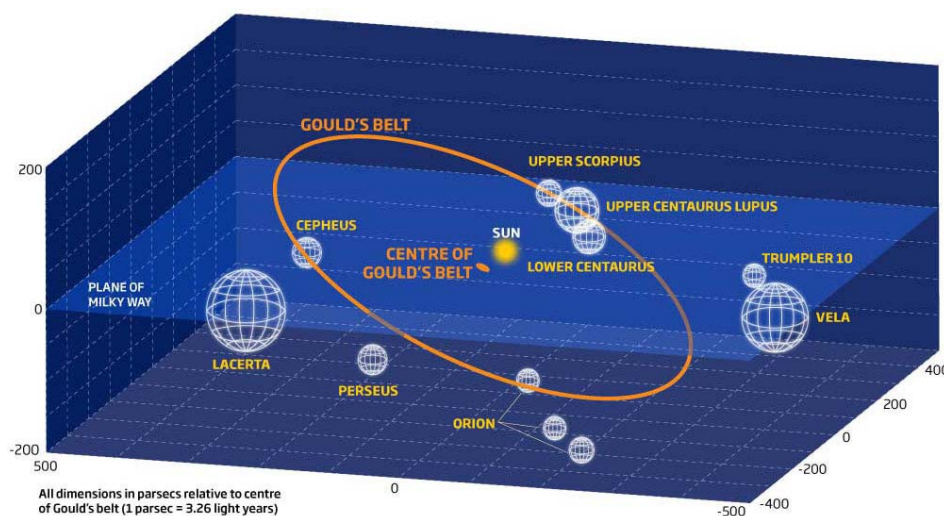 GOULD'S BELT
UPPER SCORPIUS
200
UPPER CENTAURUS LUPUS
CEPHEUS
SUN
CENTRE OF
GOULD'S BELT
LOWER CENTAURUS
TRUMPLER 10
PLANE OF
MILKY WAY
0
VELA
LACERTA
PERSEUS
400
200
ORION
0
-200
-200
500
0
-400
-500
All dimensions in parsecs relative to centre
of Gould's belt (1 parsec = 3.26 light years)